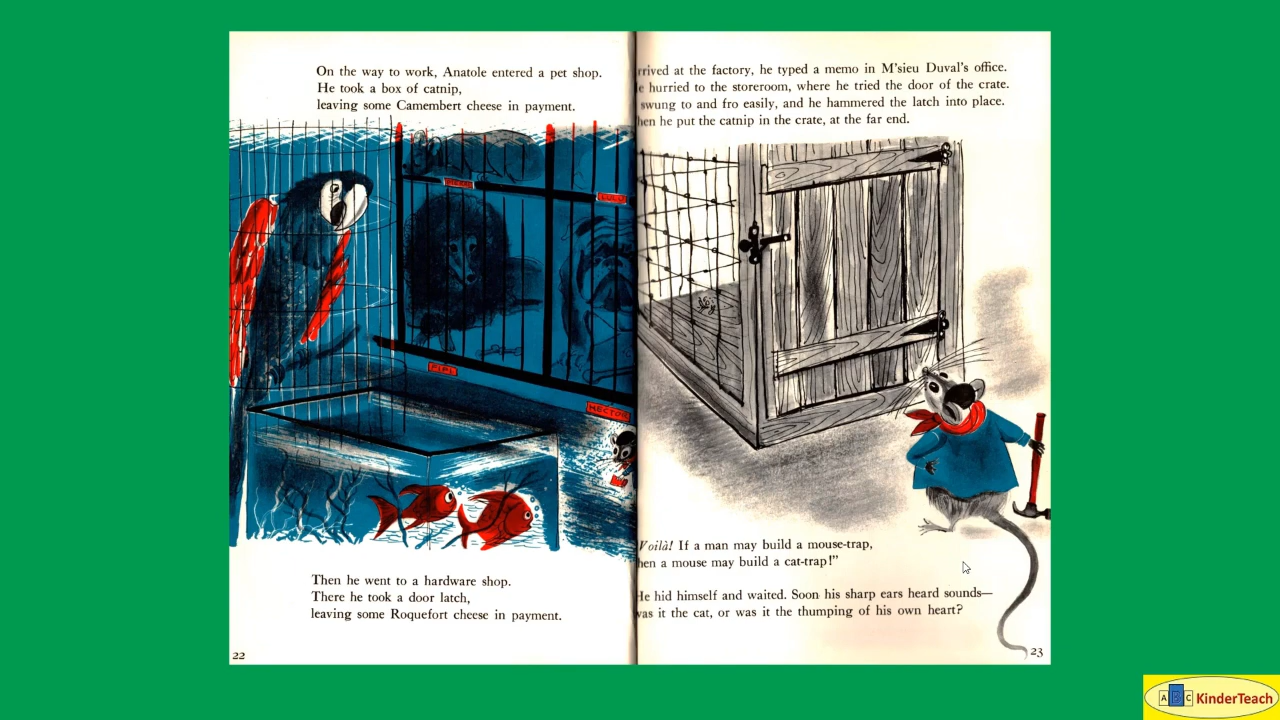 On the way to work, Anatole entered a pet shop.
He took a box of catnip,
leaving some Camembert cheese in payment.
LULU
FIFI
HECTOR
Then he went to a hardware shop.
There he took a door latch,
leaving some Roquefort cheese in payment.
22
rrived at the factory, he typed a memo in M'sieu Duval's office.
e hurried to the storeroom, where he tried the door of the crate.
swung to and fro easily, and he hammered the latch into place.
hen he put the catnip in the crate, at the far end.
Voilà! If a man may build a mouse-trap,
hen a mouse may build a cat-trap!”
He hid himself and waited. Soon his sharp ears heard sounds—
was it the cat, or was it the thumping of his own heart?
23
ABC KinderTeach